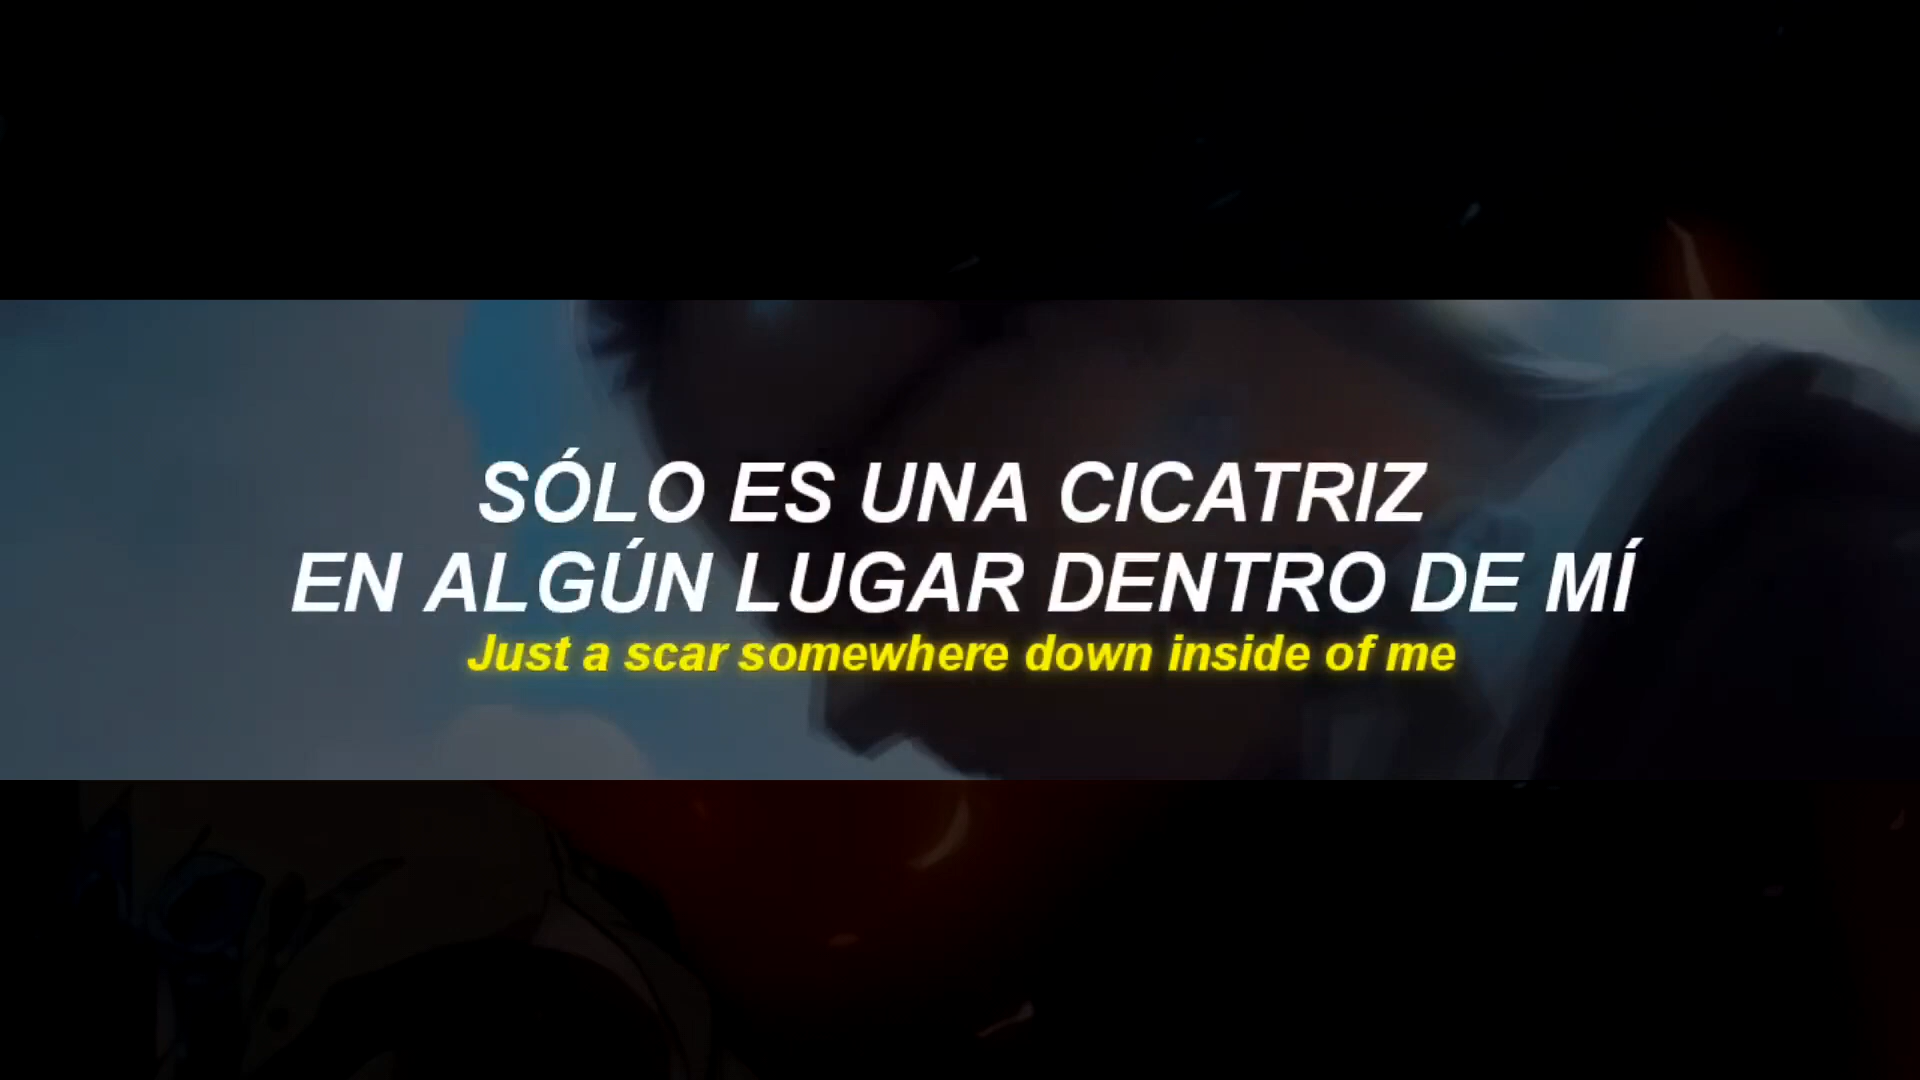 SÓLO ES UNA CICATRIZ
EN ALGÚN LUGAR DENTRO DE MÍ
Just a scar somewhere down inside of me